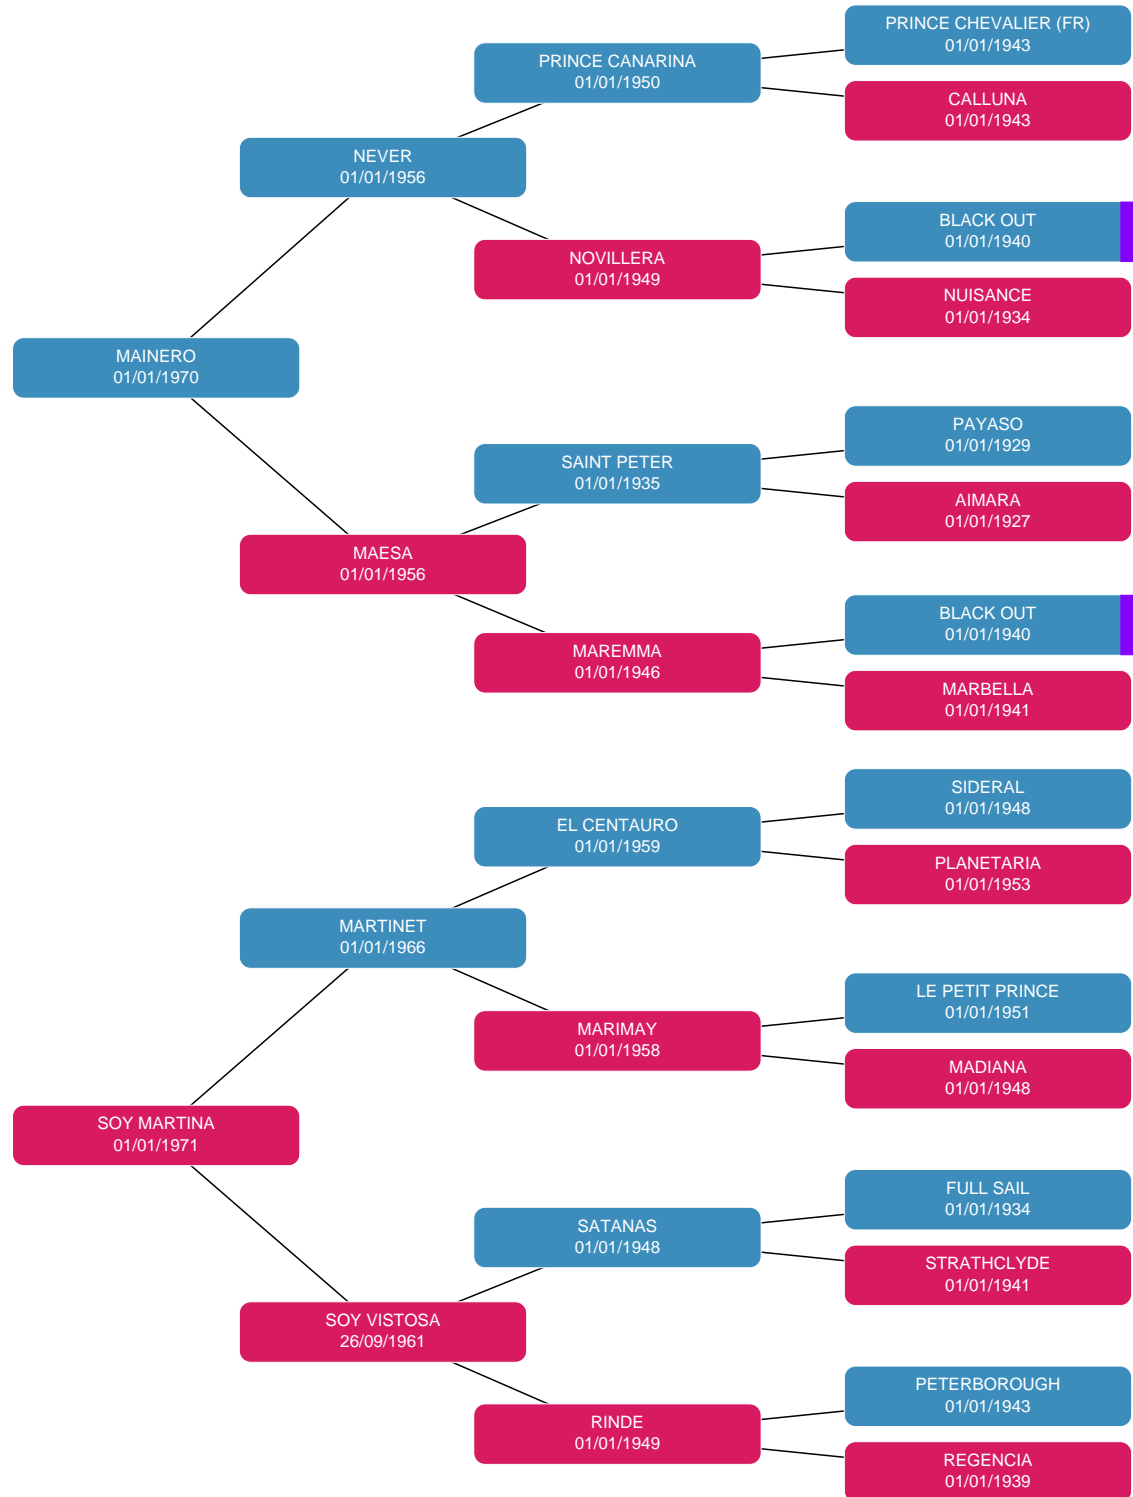 PRINCE CHEVALIER (FR)
01/01/1943
PRINCE CANARINA
01/01/1950
CALLUNA
01/01/1943
NEVER
01/01/1956
BLACK OUT
01/01/1940
NOVILLERA
01/01/1949
NUISANCE
01/01/1934
MAINERO
01/01/1970
PAYASO
01/01/1929
SAINT PETER
01/01/1935
AIMARA
01/01/1927
MAESA
01/01/1956
BLACK OUT
01/01/1940
MAREMMA
01/01/1946
MARBELLA
01/01/1941
SIDERAL
01/01/1948
EL CENTAURO
01/01/1959
PLANETARIA
01/01/1953
MARTINET
01/01/1966
LE PETIT PRINCE
01/01/1951
MARIMAY
01/01/1958
MADIANA
01/01/1948
SOY MARTINA
01/01/1971
FULL SAIL
01/01/1934
SATANAS
01/01/1948
STRATHCLYDE
01/01/1941
SOY VISTOSA
26/09/1961
PETERBOROUGH
01/01/1943
RINDE
01/01/1949
REGENCIA
01/01/1939